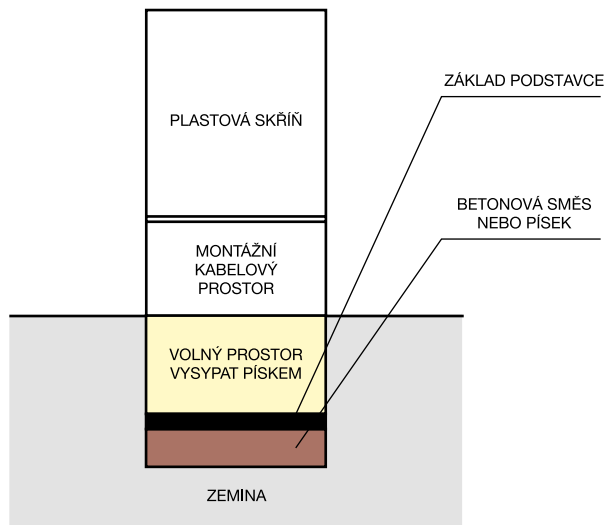 ZÁKLAD PODSTAVCE
PLASTOVÁ SKŘÍŇ
BETONOVÁ SMĚS
NEBO PÍSEK
MONTÁŽNÍ
KABELOVÝ
PROSTOR
VOLNÝ PROSTOR
VYSYPAT PÍSKEM
ZEMINA